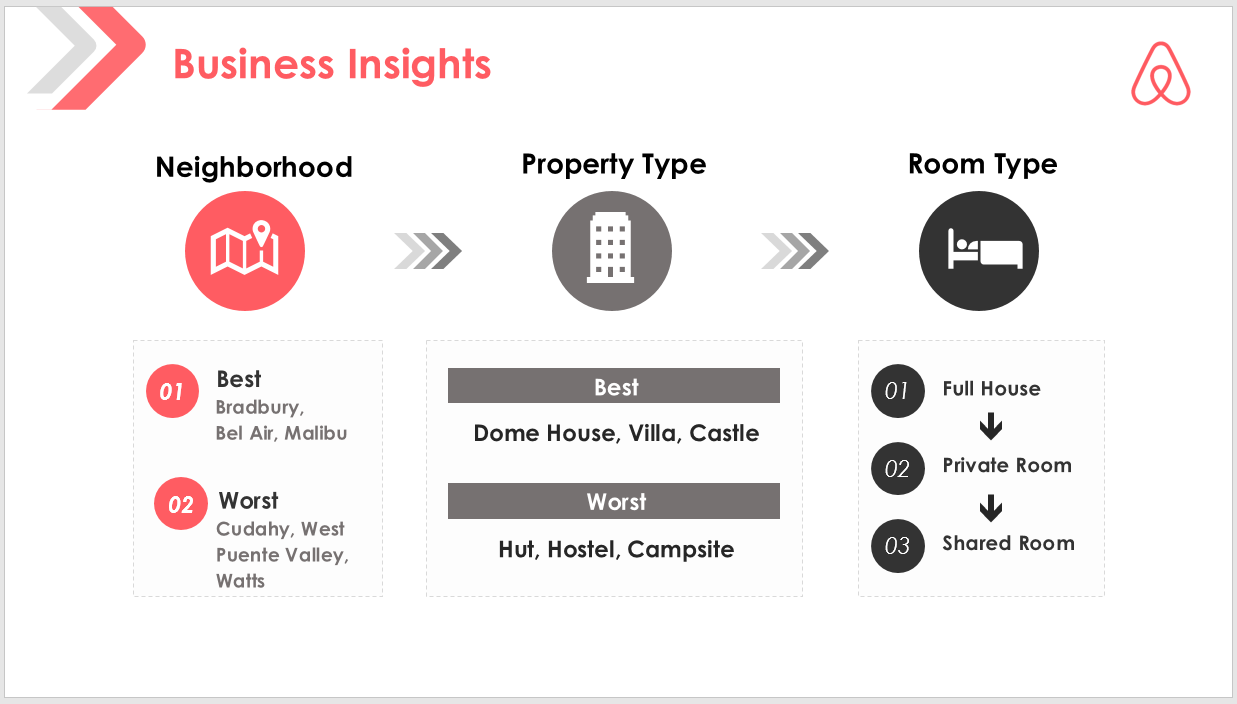 Business Insights
Neighborhood
Property Type
Room Type
01
Best
Bradbury,
Bel Air, Malibu
02
Worst
Cudahy, West
Puente Valley,
Watts
Best
Dome House, Villa, Castle
Worst
Hut, Hostel, Campsite
01
Full House
02
Private Room
03
Shared Room